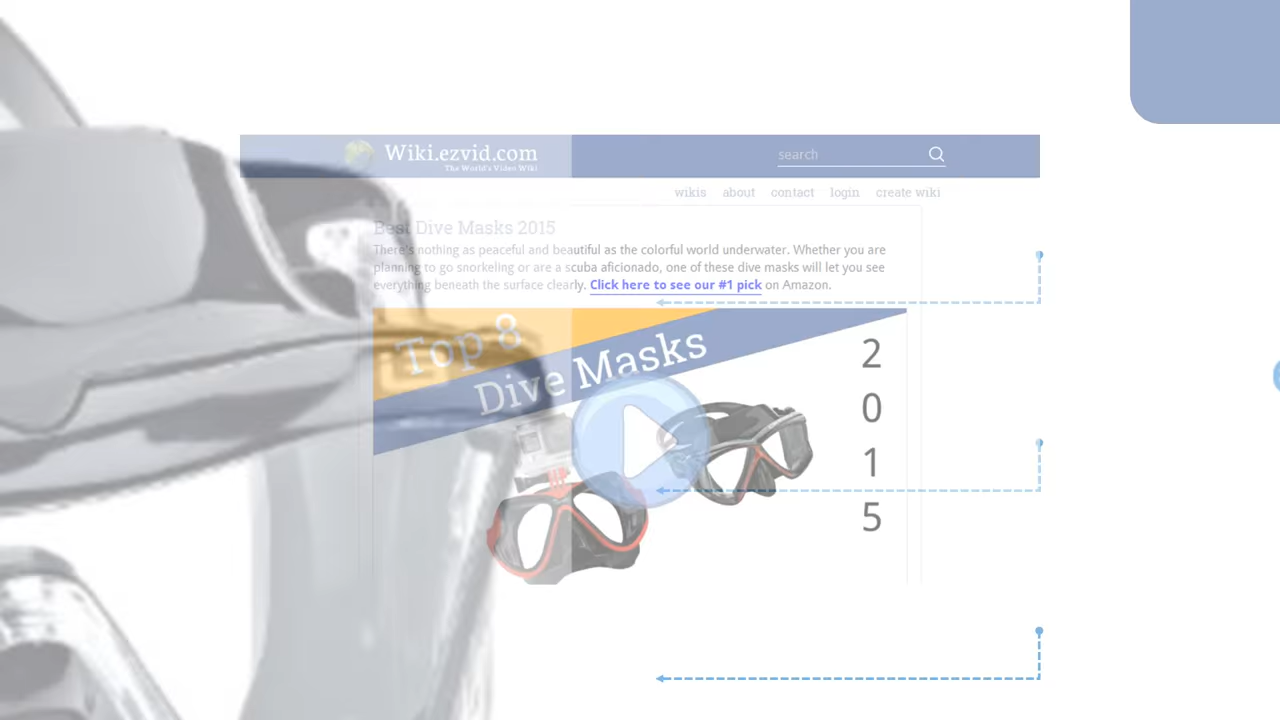 Wiki.ezvid.com
The World's Video Wiki
search
wikis about contact login create wiki
Best Dive Masks 2015
There's nothing as peaceful and beautiful as the colorful world underwater. Whether you are
planning to go snorkeling or are a scuba aficionado, one of these dive masks will let you see
everything beneath the surface clearly. Click here to see our #1 pick on Amazon.
Top 8
Dive Masks
2
0
1
5